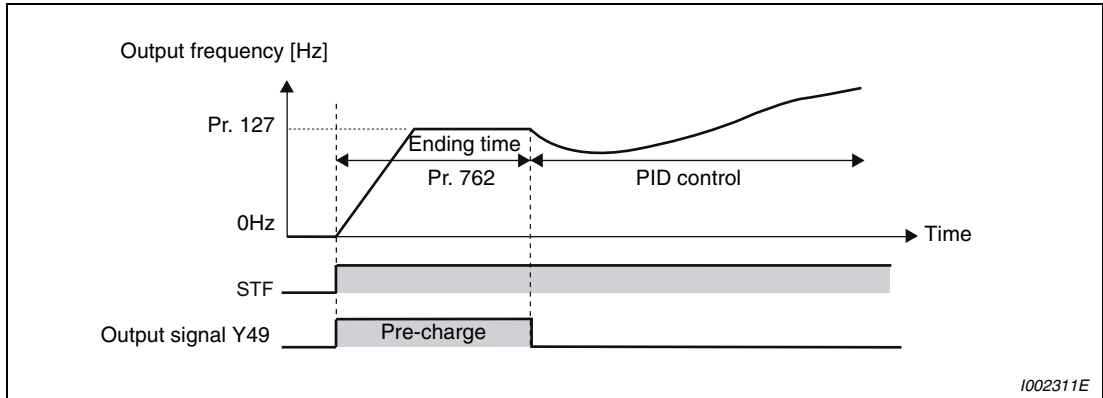 Output frequency [Hz]
Pr. 127
Ending time
Pr. 762
PID control
0Hz
Time
STF
Output signal Y49
Pre-charge
I002311E